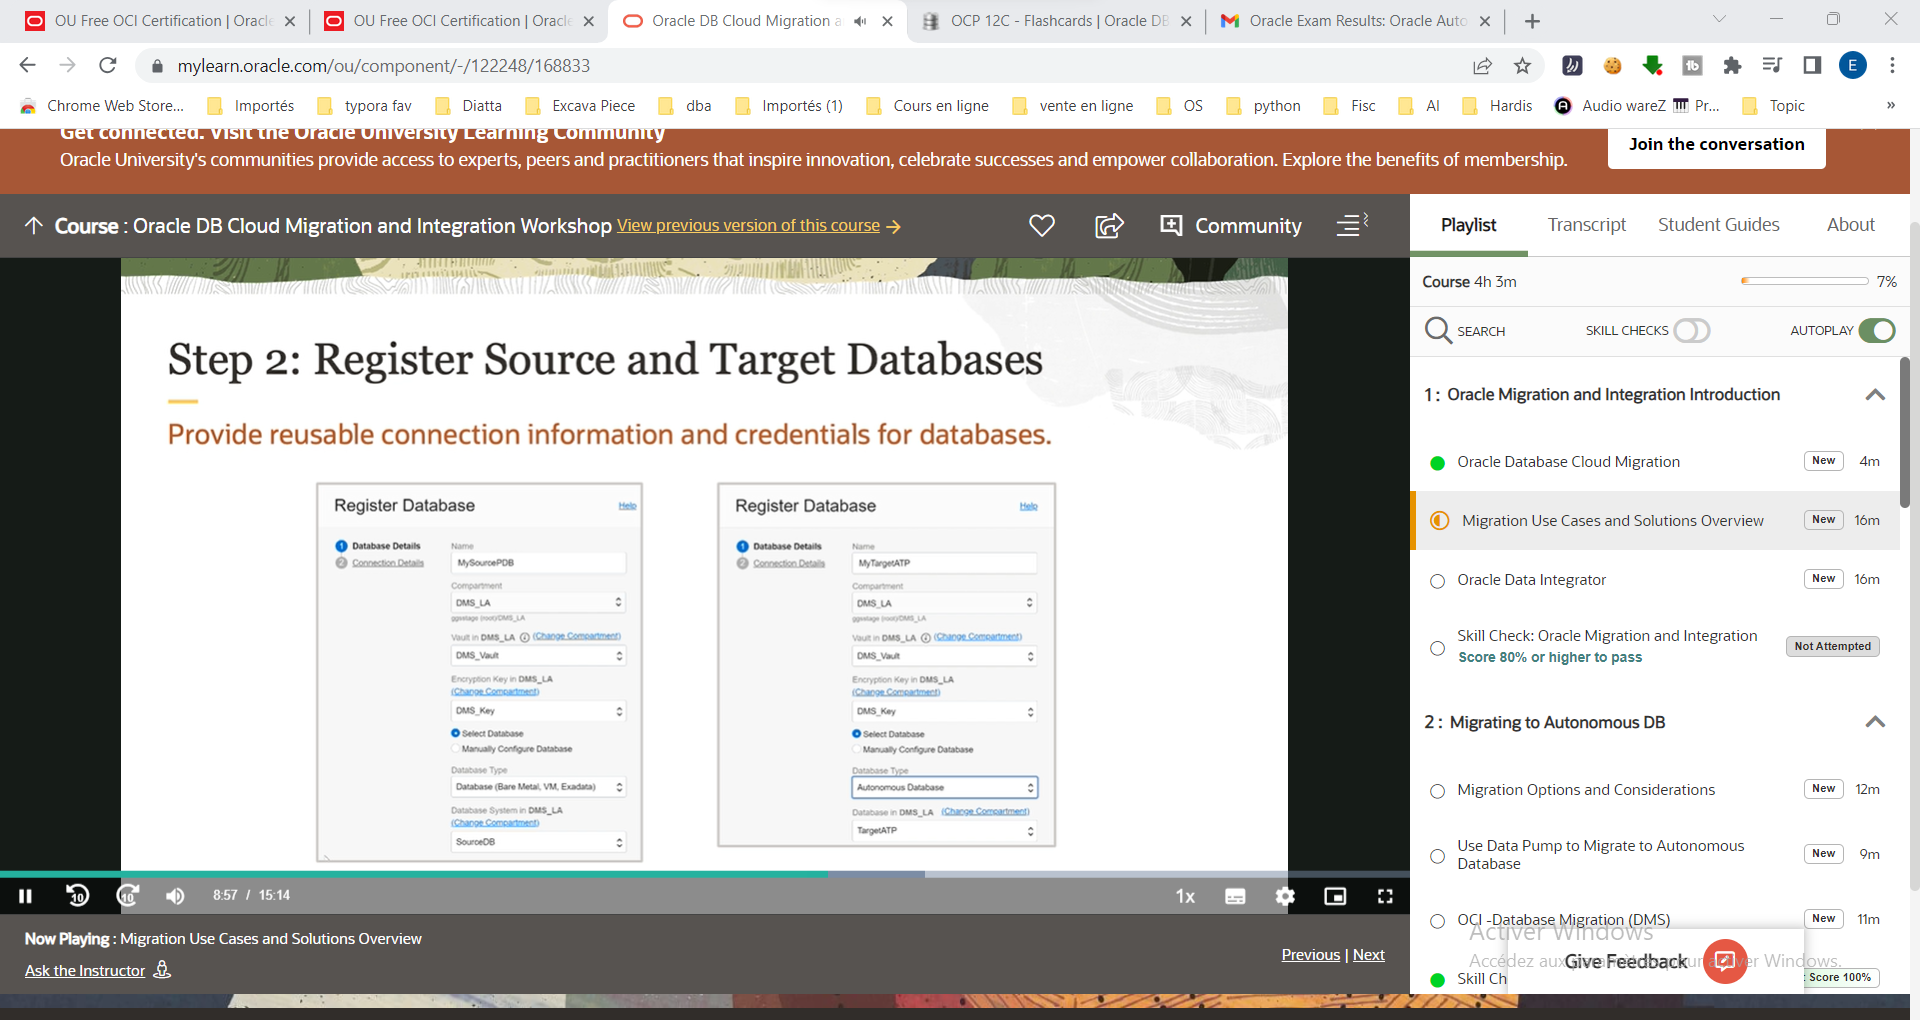 OU Free OCI Certification | Oracle
OU Free OCI Certification | Oracle
Oracle DB Cloud Migration a
OCP 12C - Flashcards | Oracle DB
Oracle Exam Results: Oracle Auto
mylearn.oracle.com/ou/component/-/122248/168833
E
Chrome Web Store...
Importés
typora fav
Diatta
Excava Piece
dba
Importés (1)
Cours en ligne
vente en ligne
OS
python
Fisc
AI
Hardis
Audio wareZ
Pr...
Topic
»
Get connected. Visit the Oracle University Learning Community
Oracle University's communities provide access to experts, peers and practitioners that inspire innovation, celebrate successes and empower collaboration. Explore the benefits of membership.
Join the conversation
Course : Oracle DB Cloud Migration and Integration Workshop View previous version of this course →
Community
Step 2: Register Source and Target Databases
Provide reusable connection information and credentials for databases.
Register Database
Help
1 Database Details
2 Connection Details
Name
MySourcePDB
Compartment
DMS_LA
ggsstage (root)/DMS_LA
Vault in DMS_LA (Change Compartment)
DMS_Vault
Encryption Key in DMS_LA
(Change Compartment)
DMS_Key
Select Database
Manually Configure Database
Database Type
Database (Bare Metal, VM, Exadata)
Database System in DMS_LA
(Change Compartment)
SourceDB
Register Database
Help
1 Database Details
2 Connection Details
Name
MyTargetATP
Compartment
DMS_LA
ggsstage (root)/DMS_LA
Vault in DMS_LA (Change Compartment)
DMS_Vault
Encryption Key in DMS_LA
(Change Compartment)
DMS_Key
Select Database
Manually Configure Database
Database Type
Autonomous Database
Database in DMS_LA (Change Compartment)
TargetATP
10
10
8:57 / 15:14
1x
Now Playing : Migration Use Cases and Solutions Overview
Ask the Instructor
Previous | Next
Playlist
Transcript
Student Guides
About
Course 4h 3m
7%
SEARCH
SKILL CHECKS
AUTOPLAY
1 : Oracle Migration and Integration Introduction
Oracle Database Cloud Migration
New
4m
Migration Use Cases and Solutions Overview
New
16m
Oracle Data Integrator
New
16m
Skill Check: Oracle Migration and Integration
Score 80% or higher to pass
Not Attempted
2 : Migrating to Autonomous DB
Migration Options and Considerations
New
12m
Use Data Pump to Migrate to Autonomous
Database
New
9m
OCI -Database Migration (DMS)
New
11m
Activer Windows
Accédez aux
er Windows.
Give Feedback
Skill Ch
Score 100%